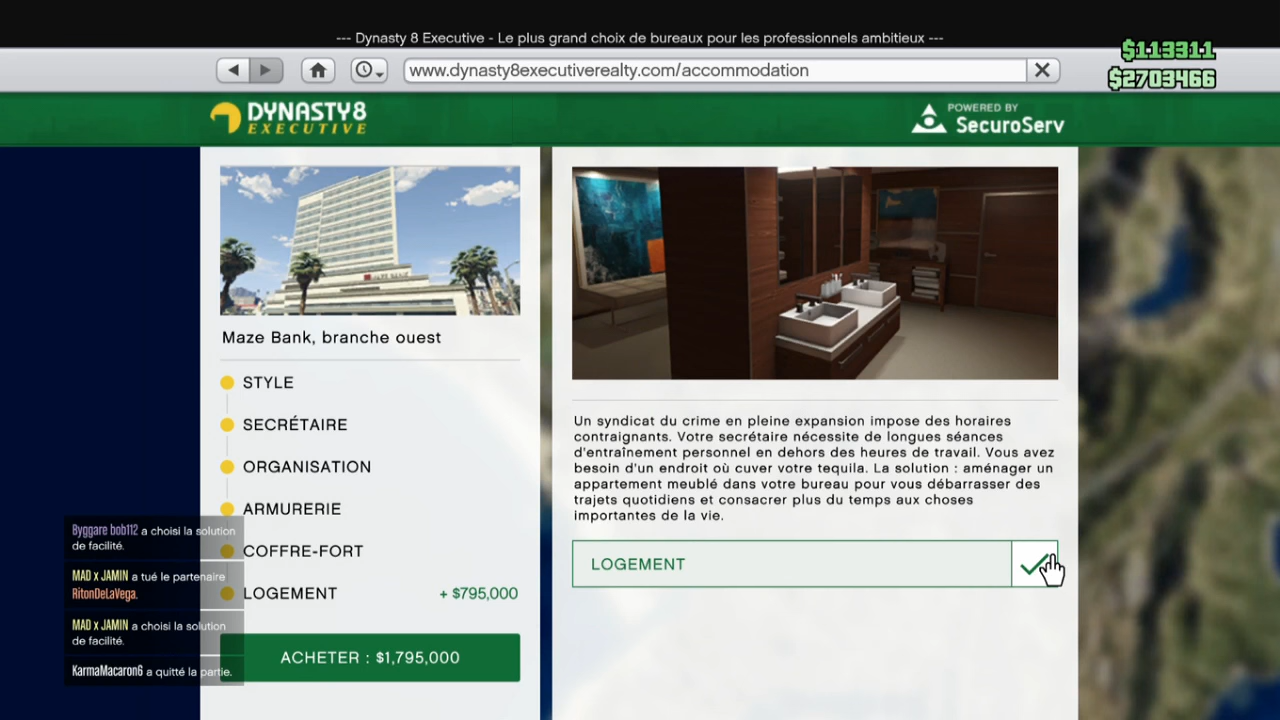 --- Dynasty 8 Executive - Le plus grand choix de bureaux pour les professionnels ambitieux ---
$113311
$2703466
www.dynasty8executiverealty.com/accommodation
DYNASTY 8
EXECUTIVE
POWERED BY
SecuroServ
MAZE BANK
Maze Bank, branche ouest
STYLE
SECRÉTAIRE
ORGANISATION
ARMURERIE
COFFRE-FORT
LOGEMENT + $795,000
ACHETER : $1,795,000
Un syndicat du crime en pleine expansion impose des horaires
contraignants. Votre secrétaire nécessite de longues séances
d'entraînement personnel en dehors des heures de travail. Vous avez
besoin d'un endroit où cuver votre tequila. La solution : aménager un
appartement meublé dans votre bureau pour vous débarrasser des
trajets quotidiens et consacrer plus du temps aux choses
importantes de la vie.
LOGEMENT
Byggare bob112 a choisi la solution
de facilité.
MAD x JAMIN a tué le partenaire
RitonDeLaVega.
MAD x JAMIN a choisi la solution
de facilité.
KarmaMacaron6 a quitté la partie.